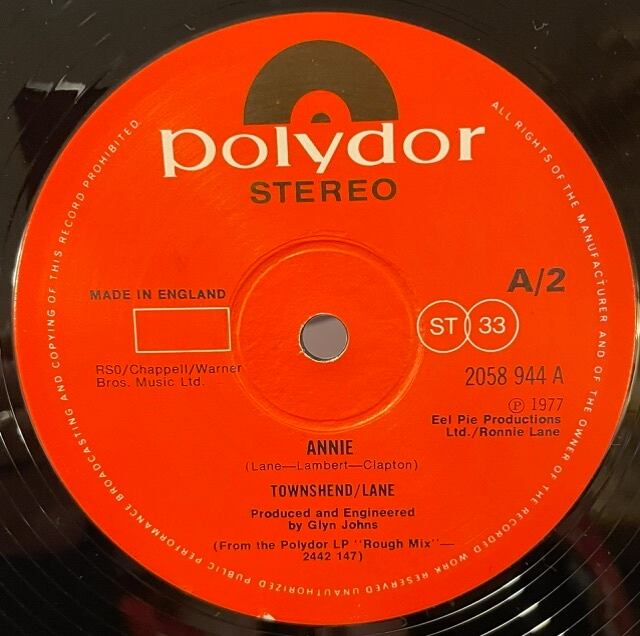 polydor
STEREO
ALL RIGHTS OF THE MANUFACTURER AND OF THE OWNER OF THE RECORDED WORK RESERVED UNAUTHORIZED PUBLIC PERFORMANCE BROADCASTING AND COPYING OF THIS RECORD PROHIBITED.
MADE IN ENGLAND
A/2
ST 33
RSO/Chappell/Warner
Bros. Music Ltd.
2058 944 A
Ⓟ 1977
Eel Pie Productions
Ltd./Ronnie Lane
ANNIE
(Lane—Lambert—Clapton)
TOWNSHEND/LANE
Produced and Engineered
by Glyn Johns
(From the Polydor LP "Rough Mix"—
2442 147)